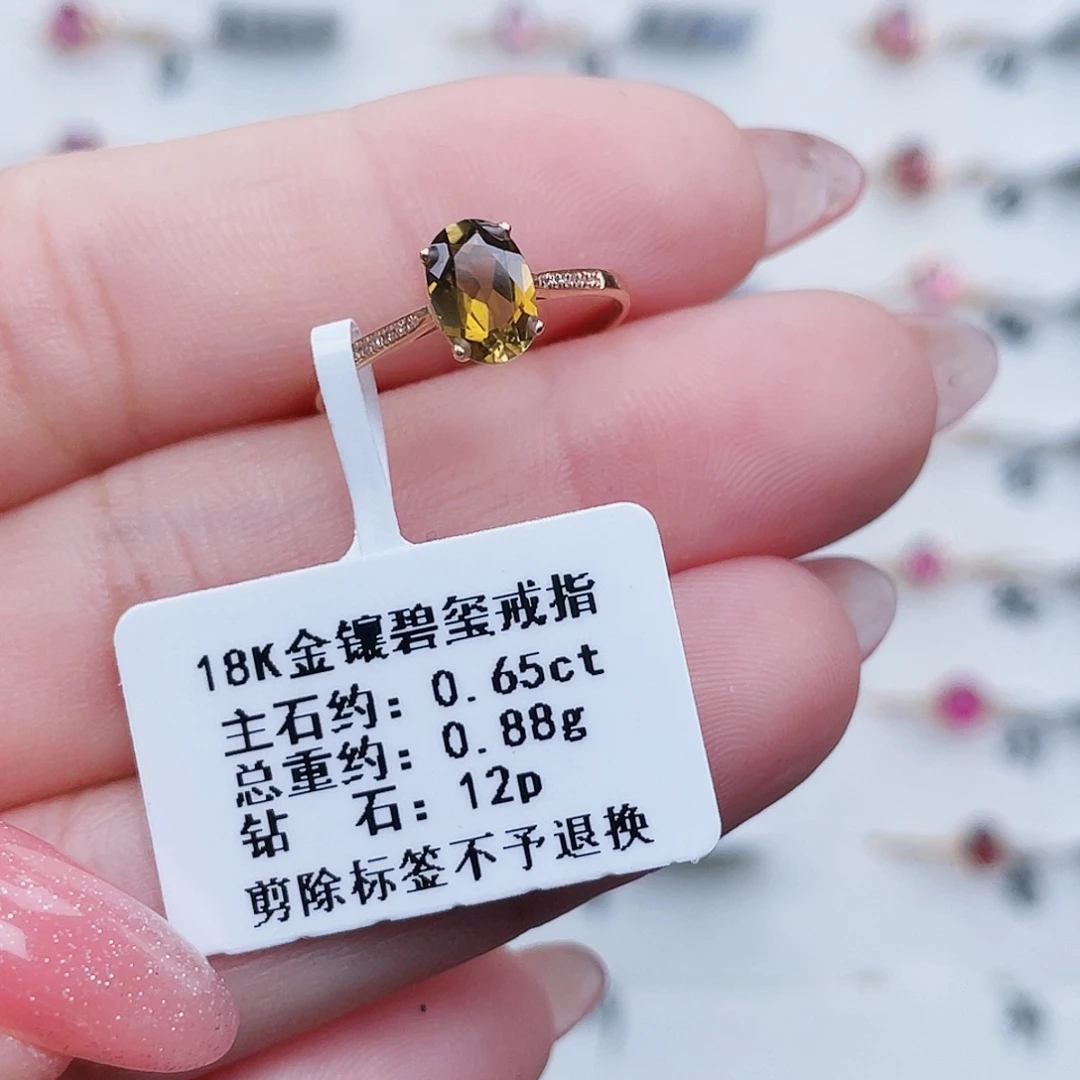 18K金镶碧玺戒指
主石约: 0.65ct
总重约: 0.88g
钻 石: 12p
剪除标签不予退换